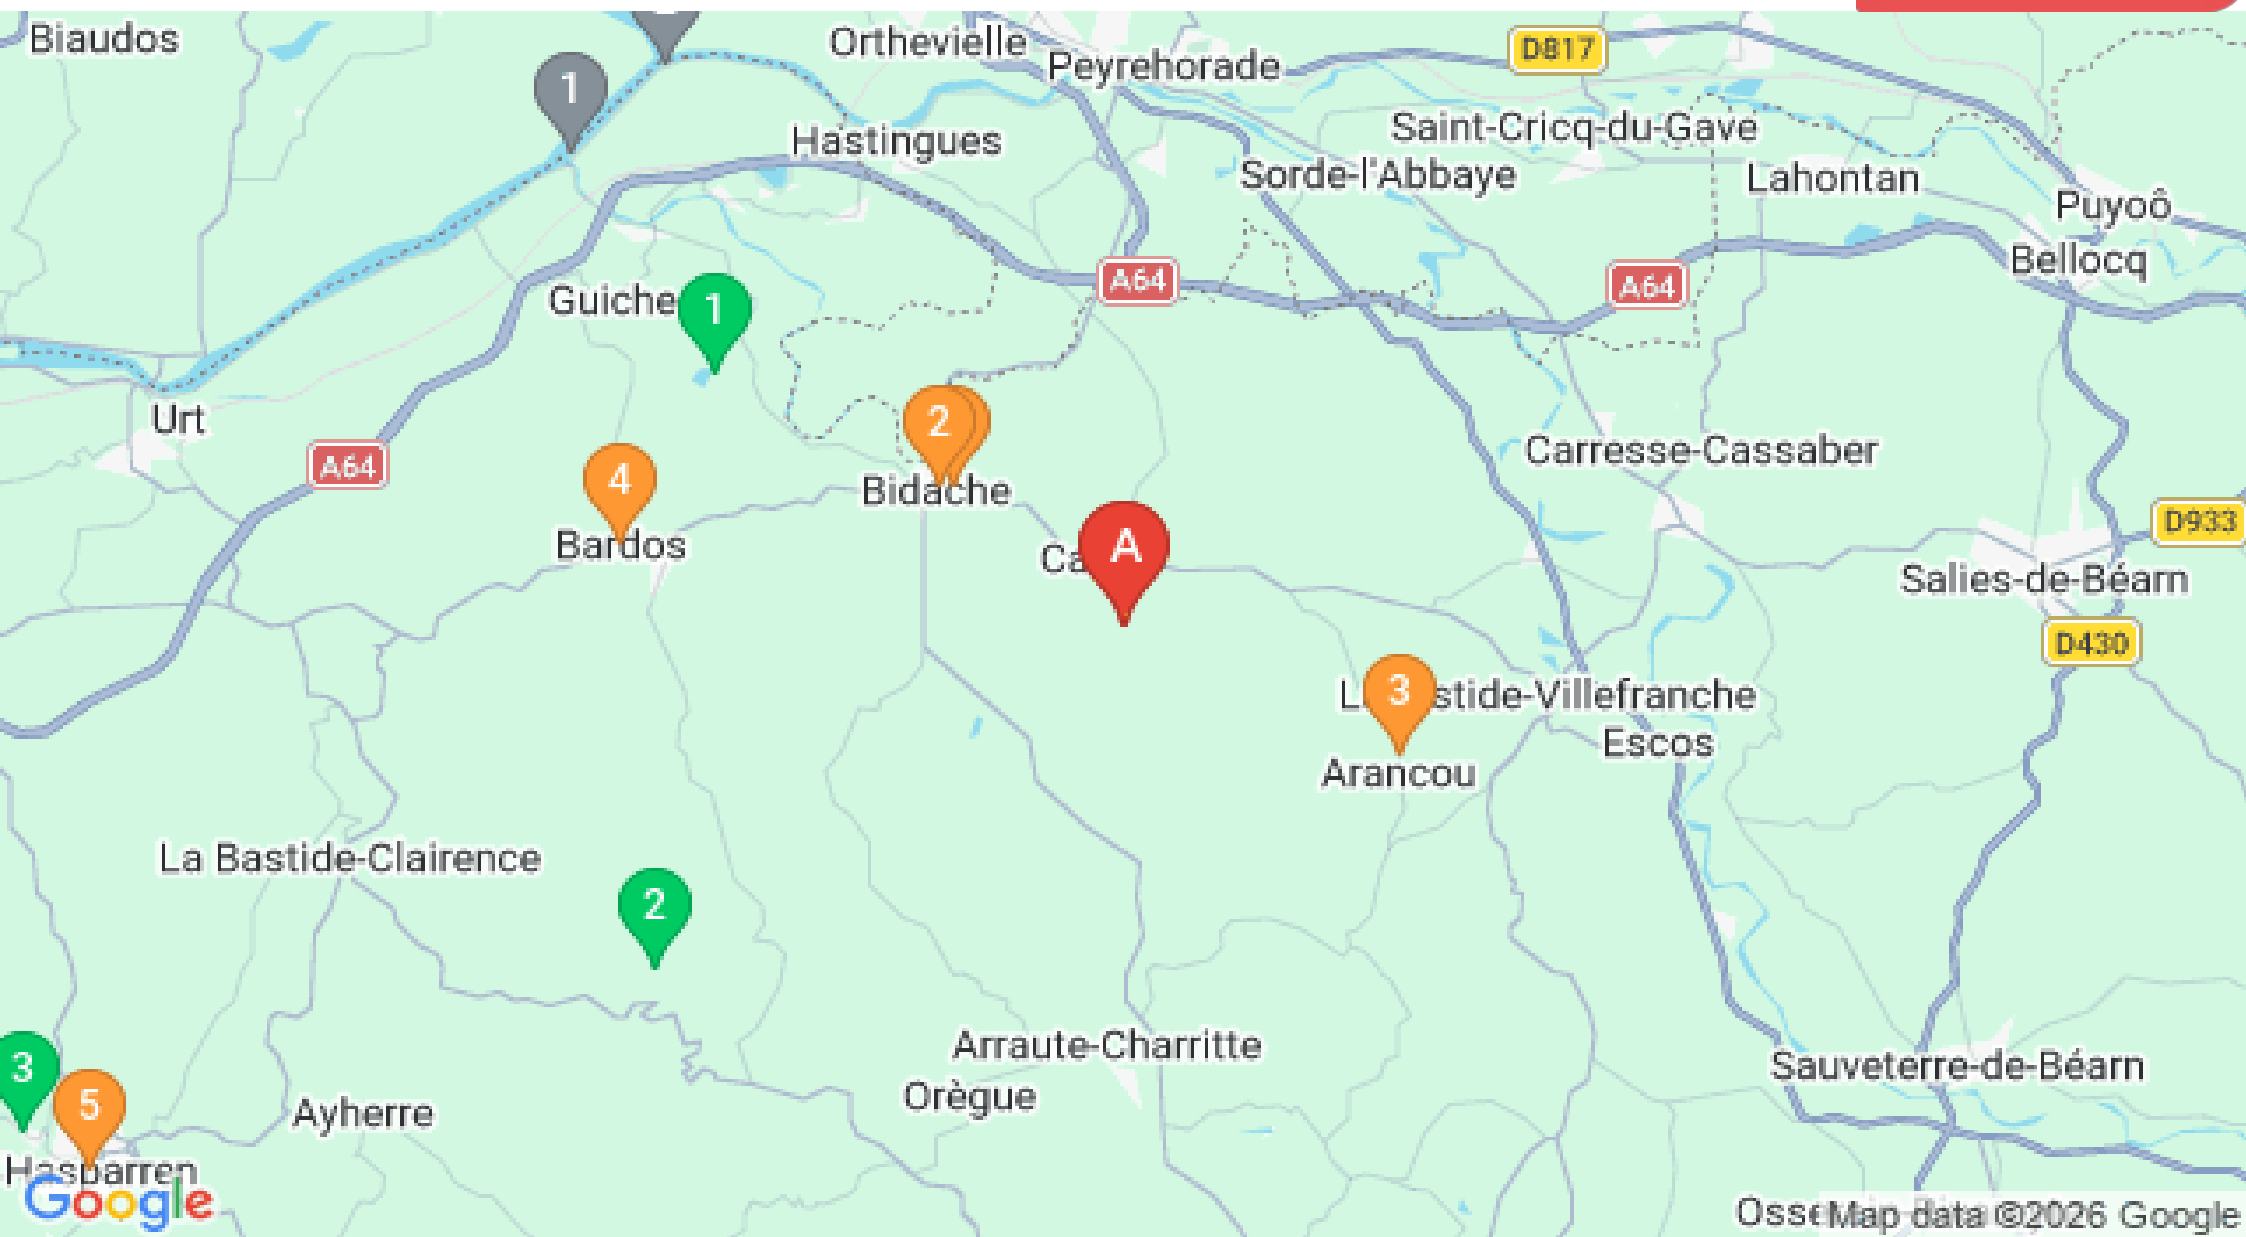 Biaudos
Orthevielle
D817
Peyrehorade
1
Hastingues
Saint-Cricq-du-Gave
Sorde-l'Abbaye
Lahontan
Puyoô
Bellocq
A64
A64
Guiche
1
Urt
2
A64
4
Bidache
Carresse-Cassaber
D933
Bardos
A
Salies-de-Béarn
D430
3
stide-Villefranche
Escos
Arancou
La Bastide-Clairence
2
Arraute-Charritte
3
Sauveterre-de-Béarn
5
Orègue
Ayherre
Hasparren
Google
Map data ©2026 Google